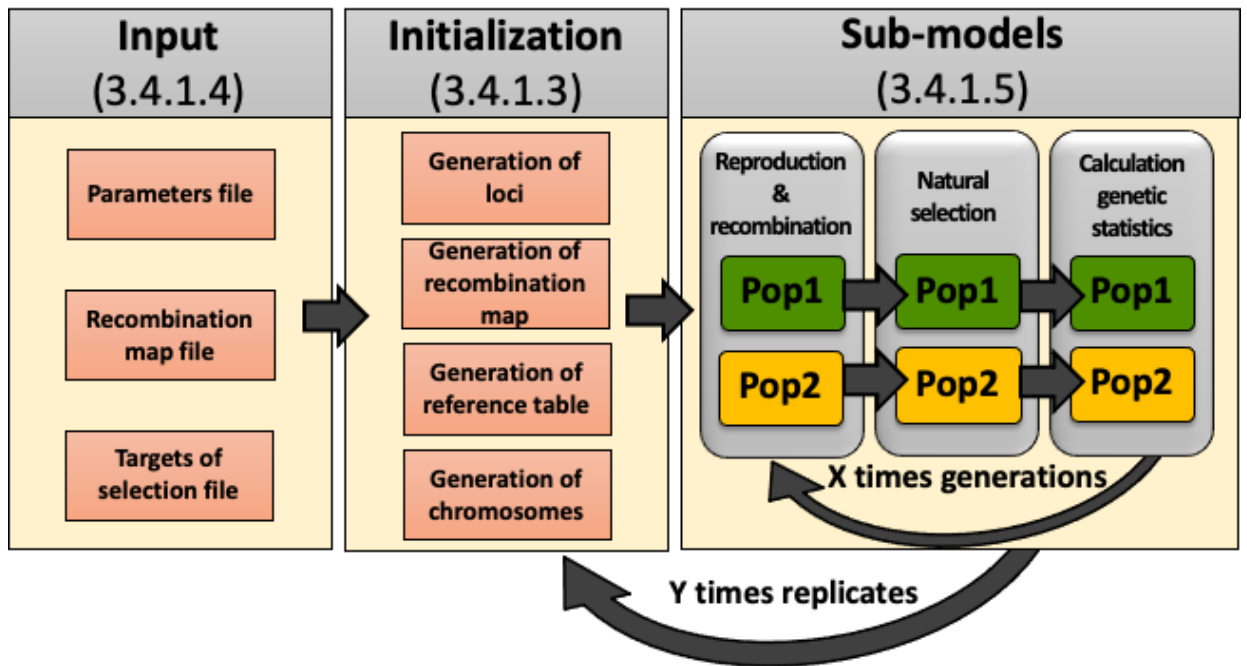 Input
(3.4.1.4)
Parameters file
Recombination
map file
Targets of
selection file
Initialization
(3.4.1.3)
Generation of
loci
Generation of
recombination
map
Generation of
reference table
Generation of
chromosomes
Sub-models
(3.4.1.5)
Reproduction
&
recombination
Natural
selection
Calculation
genetic
statistics
Pop1
Pop1
Pop1
Pop2
Pop2
Pop2
X times generations
Y times replicates